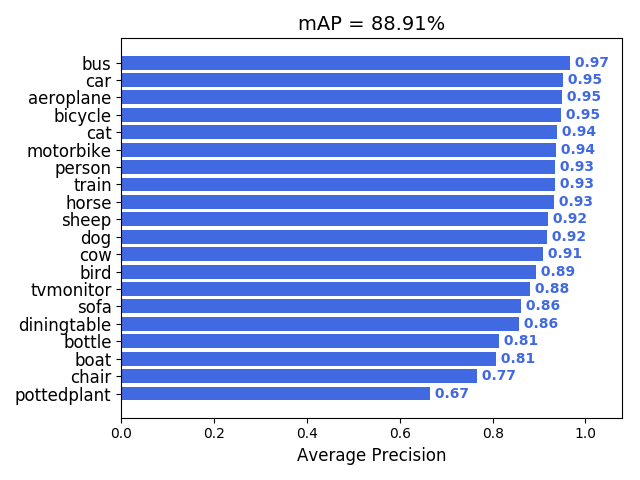 mAP = 88.91%
bus 0.97
car 0.95
aeroplane 0.95
bicycle 0.95
cat 0.94
motorbike 0.94
person 0.93
train 0.93
horse 0.93
sheep 0.92
dog 0.92
cow 0.91
bird 0.89
tvmonitor 0.88
sofa 0.86
diningtable 0.86
bottle 0.81
boat 0.81
chair 0.77
pottedplant 0.67
0.0 0.2 0.4 0.6 0.8 1.0
Average Precision